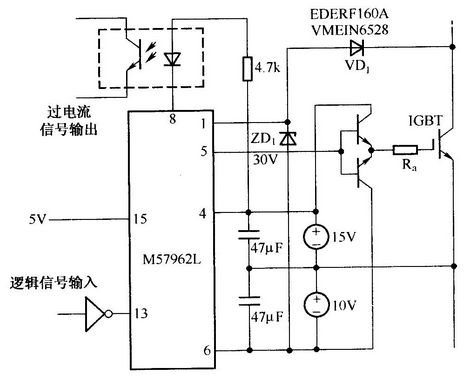 EDERF160A
VMEIN6528
VD₁
4.7k
过电流
信号输出
8
1
ZD₁
30V
5
IGBT
Rₐ
5V
15
4
47μF
15V
M57962L
逻辑信号输入
13
47μF
10V
6